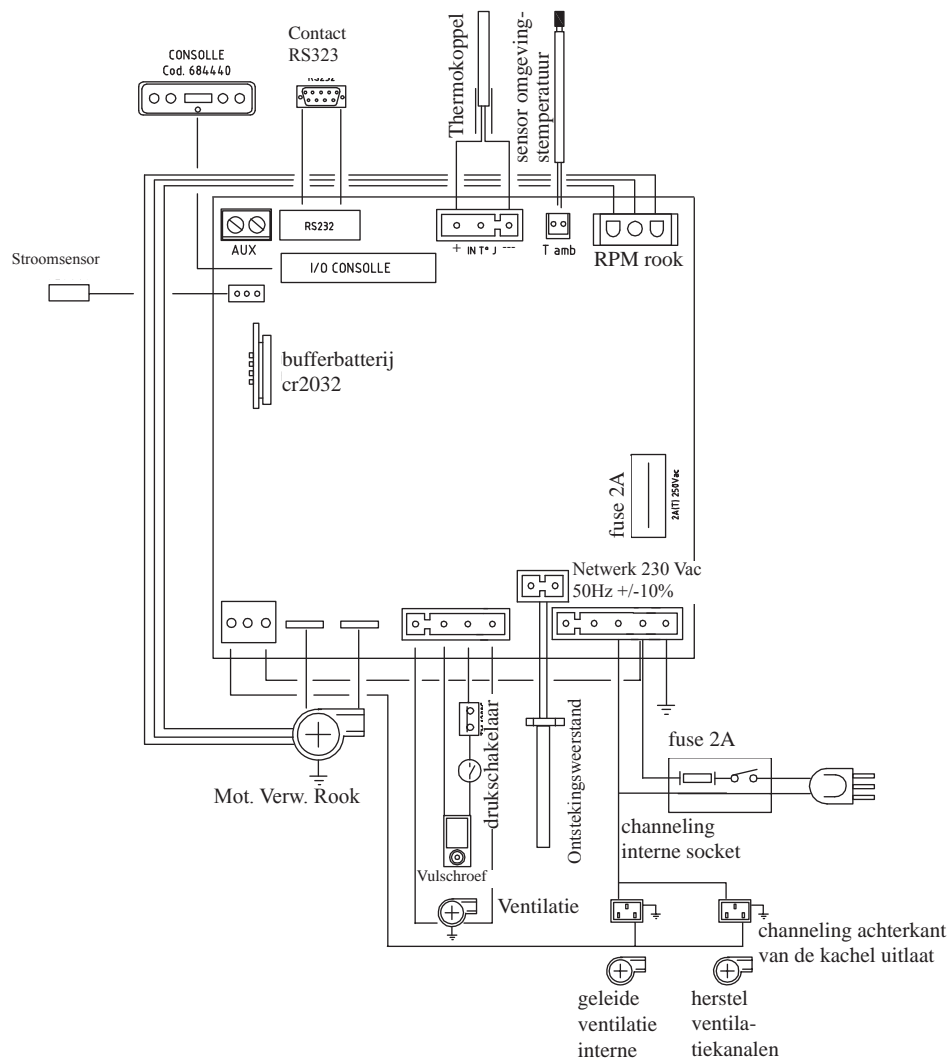 CONSOLLE
Cod. 684440
Contact
RS323
RS232
Thermokoppel
sensor omgeving-
stemperatuur
AUX
RS232
+ IN T° J ---
T amb
RPM rook
I/O CONSOLLE
Stroomsensor
bufferbatterij
cr2032
fuse 2A
2A(T) 250Vac
Netwerk 230 Vac
50Hz +/-10%
Mot. Verw. Rook
drukschakelaar
Ontstekingsweerstand
fuse 2A
channeling
interne socket
Vulschroef
Ventilatie
channeling achterkant
van de kachel uitlaat
geleide
ventilatie
interne
herstel
ventila-
tiekanalen